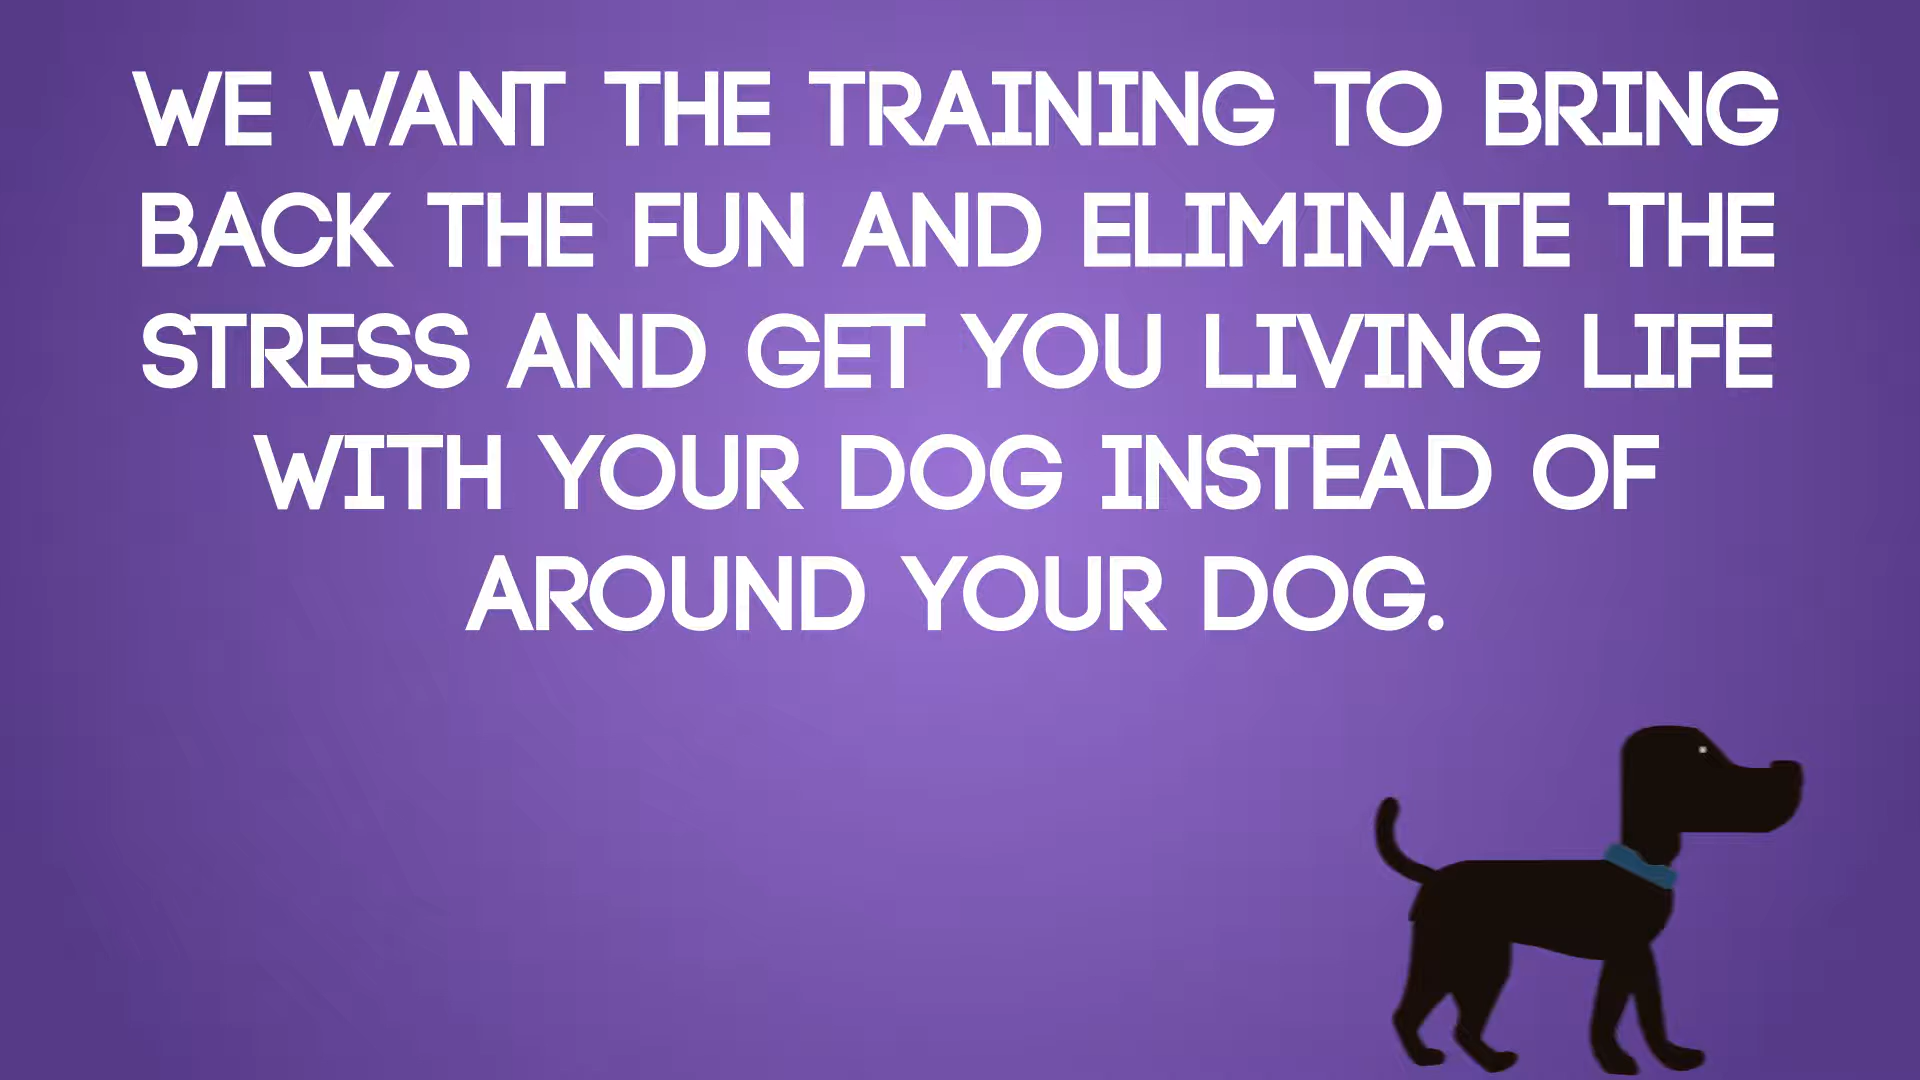 WE WANT THE TRAINING TO BRING
BACK THE FUN AND ELIMINATE THE
STRESS AND GET YOU LIVING LIFE
WITH YOUR DOG INSTEAD OF
AROUND YOUR DOG.